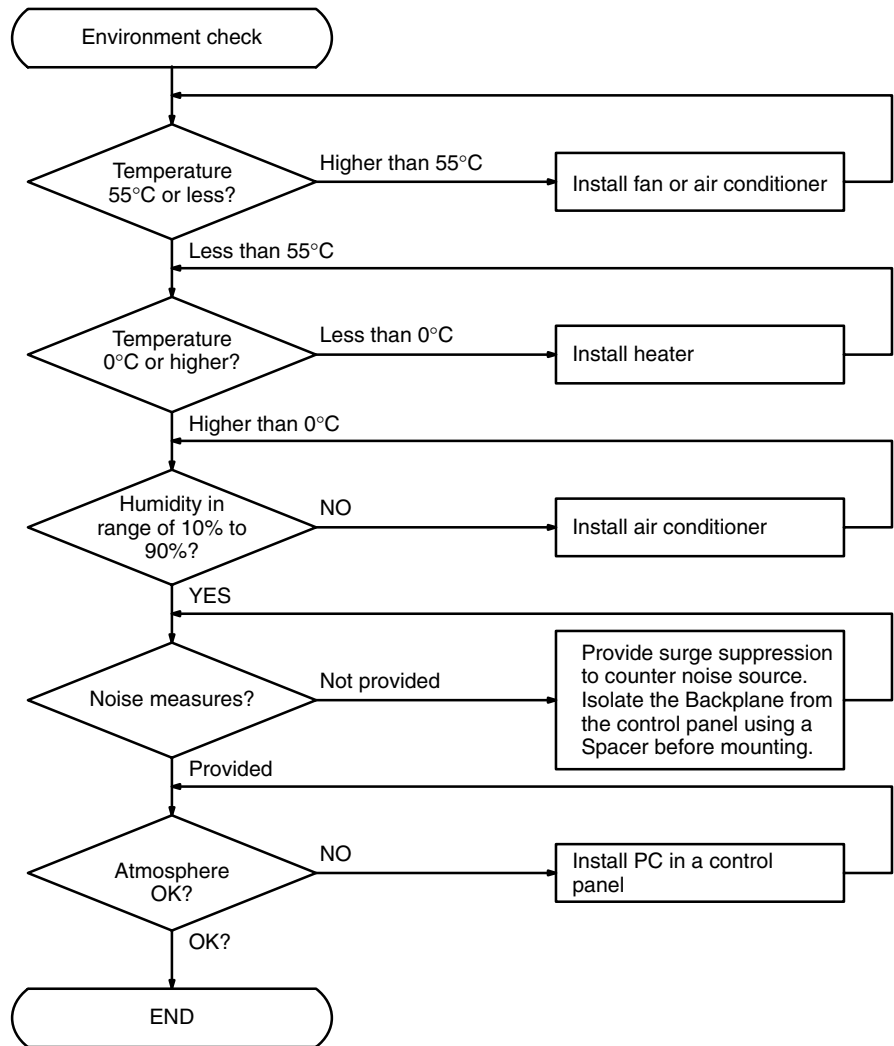 Environment check
Temperature
55°C or less?
Higher than 55°C
Install fan or air conditioner
Less than 55°C
Temperature
0°C or higher?
Less than 0°C
Install heater
Higher than 0°C
Humidity in
range of 10% to
90%?
NO
Install air conditioner
YES
Noise measures?
Not provided
Provide surge suppression
to counter noise source.
Isolate the Backplane from
the control panel using a
Spacer before mounting.
Provided
Atmosphere
OK?
NO
Install PC in a control
panel
OK?
END